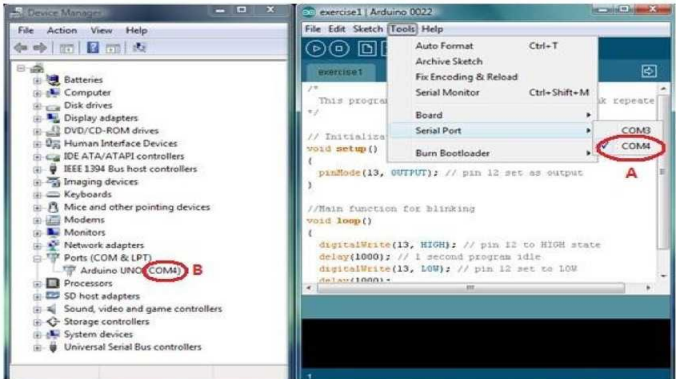 Device Manager
File Action View Help
Batteries
Computer
Disk drives
Display adapters
DVD/CD-ROM drives
Human Interface Devices
IDE ATA/ATAPI controllers
IEEE 1394 Bus host controllers
Imaging devices
Keyboards
Mice and other pointing devices
Modems
Monitors
Network adapters
Ports (COM & LPT)
Arduino UNO (COM4) B
Processors
SD host adapters
Sound, video and game controllers
Storage controllers
System devices
Universal Serial Bus controllers
exercise1 | Arduino 0022
File Edit Sketch Tools Help
Auto Format Ctrl+T
Archive Sketch
Fix Encoding & Reload
Serial Monitor Ctrl+Shift+M
Board
Serial Port
Burn Bootloader
COM3
COM4
A
exercise1
/*
This progra k repeate
*/
// Initializa
void setup()
{
pinMode(13, OUTPUT); // pin 12 set as output
}
//Main function for blinking
void loop()
{
digitalWrite(13, HIGH); // pin 12 to HIGH state
delay(1000); // 1 second program idle
digitalWrite(13, LOW); // pin 12 set to LOW
delay(1000);
1